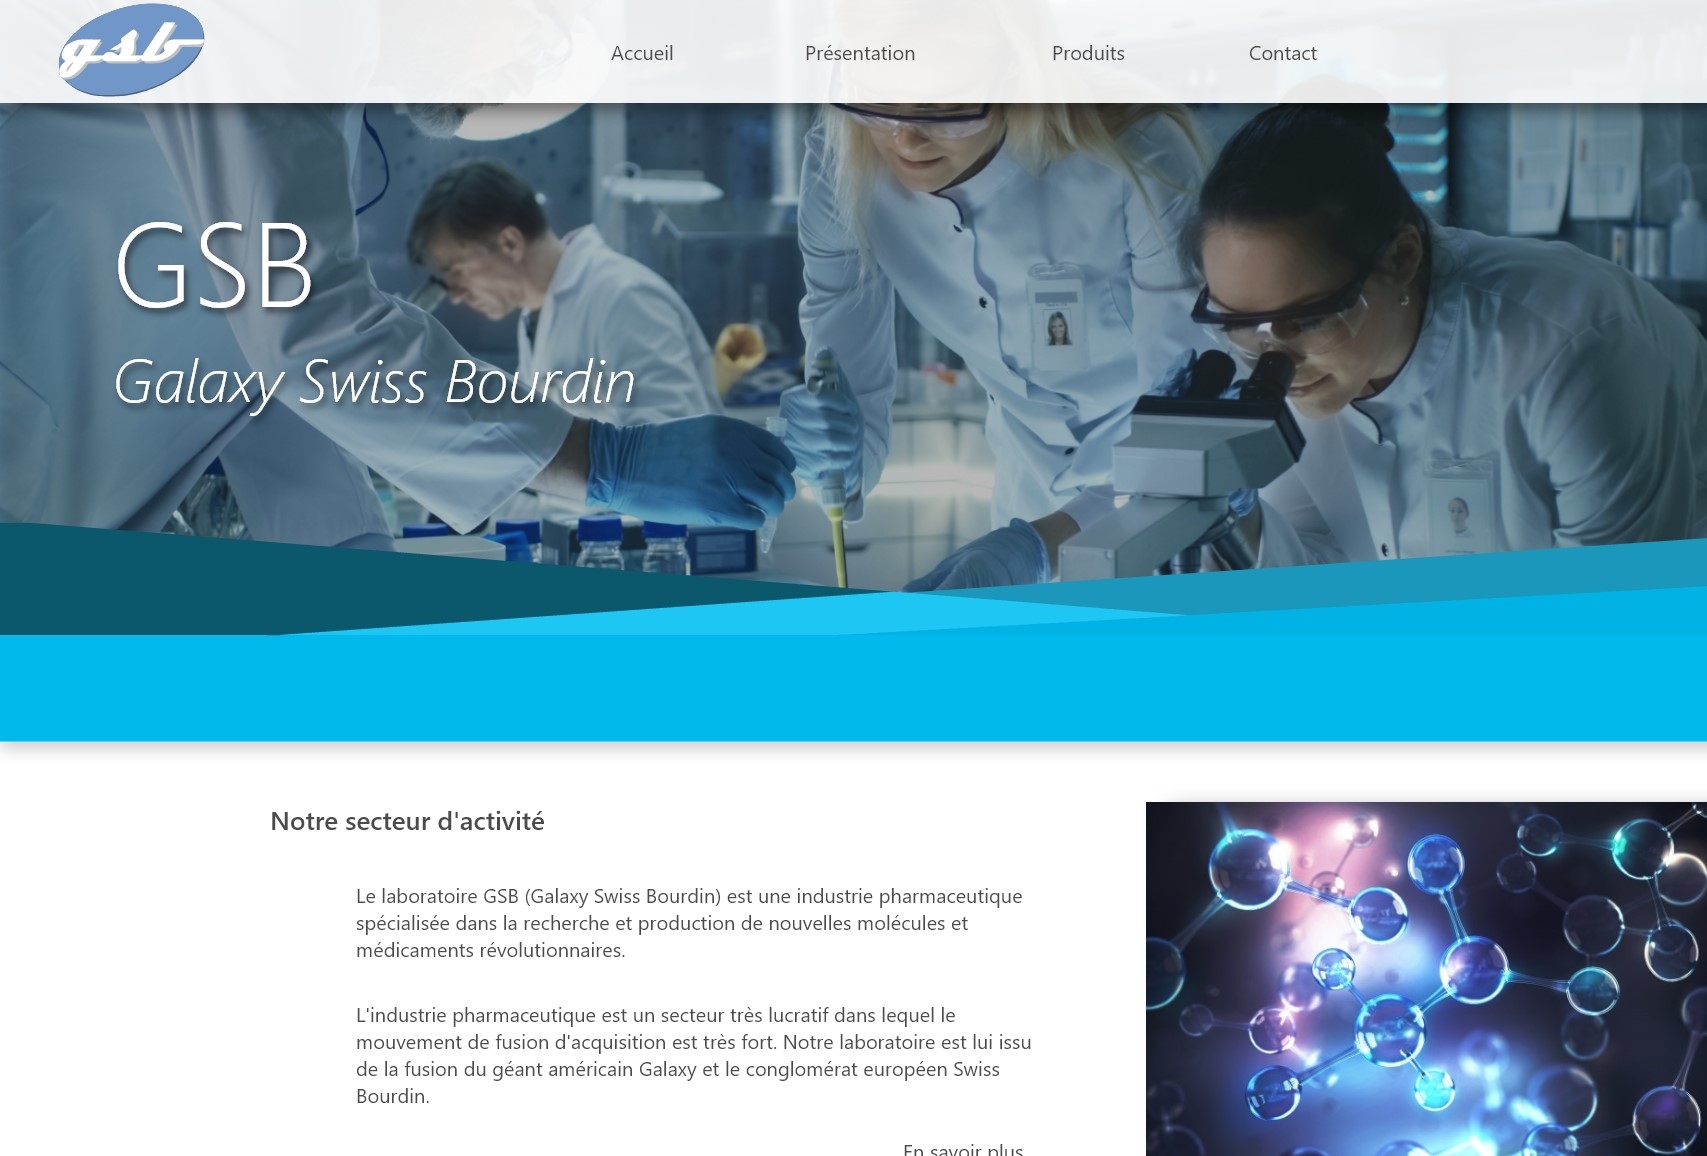 gsb
Accueil
Présentation
Produits
Contact
GSB
Galaxy Swiss Bourdin
Notre secteur d'activité
Le laboratoire GSB (Galaxy Swiss Bourdin) est une industrie pharmaceutique
spécialisée dans la recherche et production de nouvelles molécules et
médicaments révolutionnaires.
L'industrie pharmaceutique est un secteur très lucratif dans lequel le
mouvement de fusion d'acquisition est très fort. Notre laboratoire est lui issu
de la fusion du géant américain Galaxy et le conglomérat européen Swiss
Bourdin.
En savoir plus